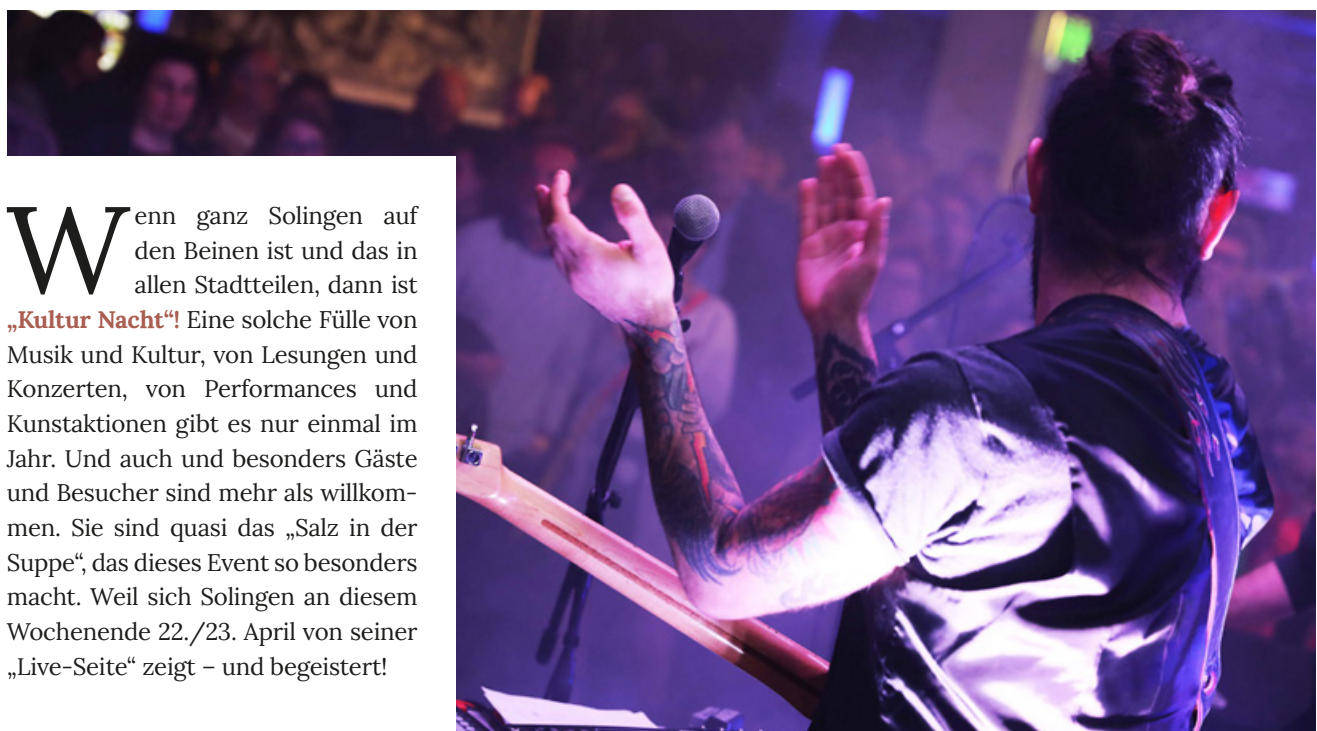 Wenn ganz Solingen auf
den Beinen ist und das in
allen Stadtteilen, dann ist
„Kultur Nacht“! Eine solche Fülle von
Musik und Kultur, von Lesungen und
Konzerten, von Performances und
Kunstaktionen gibt es nur einmal im
Jahr. Und auch und besonders Gäste
und Besucher sind mehr als willkom-
men. Sie sind quasi das „Salz in der
Suppe“, das dieses Event so besonders
macht. Weil sich Solingen an diesem
Wochenende 22./23. April von seiner
„Live-Seite“ zeigt – und begeistert!